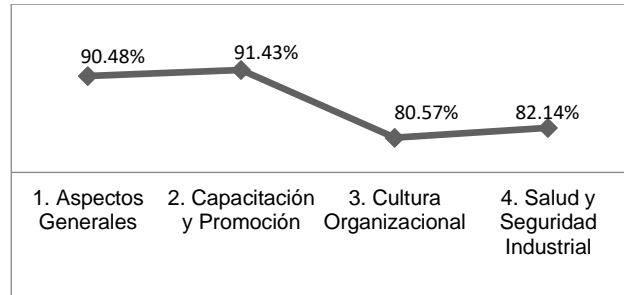 90.48%
91.43%
80.57%
82.14%
1. Aspectos
Generales
2. Capacitación
y Promoción
3. Cultura
Organizacional
4. Salud y
Seguridad
Industrial